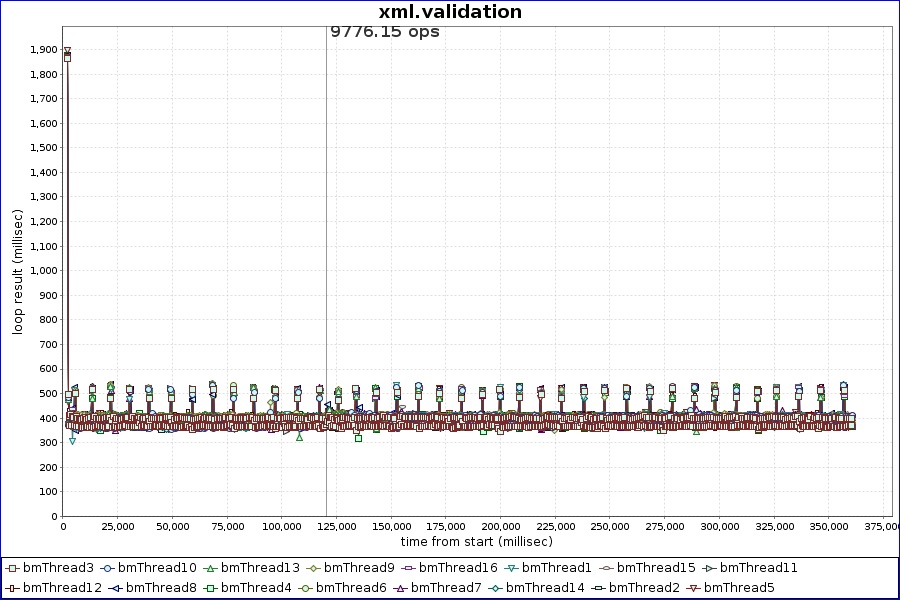 xml.validation
9776.15 ops
1,900
1,800
1,700
1,600
1,500
1,400
1,300
1,200
1,100
1,000
900
800
700
600
500
400
300
200
100
0
loop result (millisec)
0 25,000 50,000 75,000 100,000 125,000 150,000 175,000 200,000 225,000 250,000 275,000 300,000 325,000 350,000 375,000
time from start (millisec)
bmThread3 bmThread10 bmThread13 bmThread9 bmThread16 bmThread1 bmThread15 bmThread11
bmThread12 bmThread8 bmThread4 bmThread6 bmThread7 bmThread14 bmThread2 bmThread5